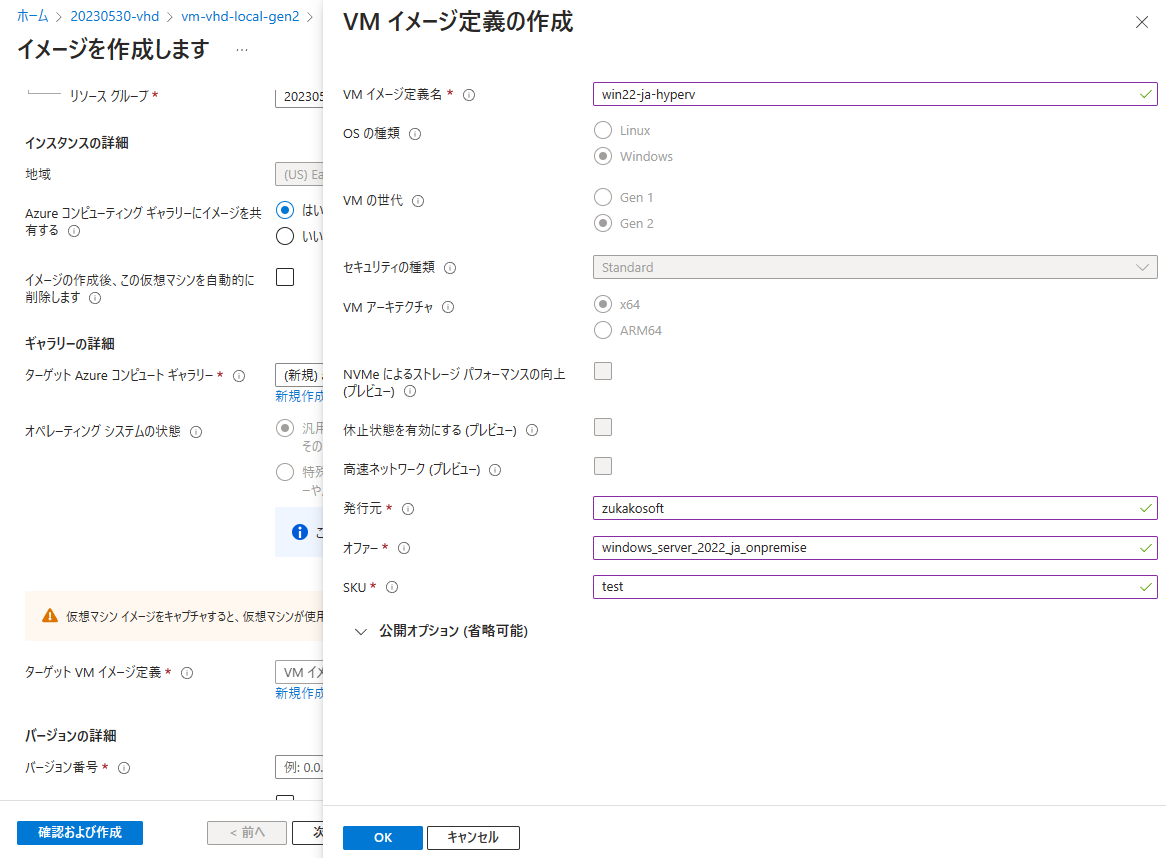 ホーム > 20230530-vhd > vm-vhd-local-gen2 >
イメージを作成します ...
リソース グループ *
20230
インスタンスの詳細
地域
(US) Ea
Azure コンピューティング ギャラリーにイメージを共
有する
はい
いい
イメージの作成後、この仮想マシンを自動的に
削除します
ギャラリーの詳細
ターゲット Azure コンピュート ギャラリー *
(新規)
新規作成
オペレーティング システムの状態
汎用
その
特殊
ーや
こ
仮想マシン イメージをキャプチャすると、仮想マシンが使用
ターゲット VM イメージ定義 *
VM イメ
新規作成
バージョンの詳細
バージョン番号 *
例: 0.0.
確認および作成
< 前へ
次
VM イメージ定義の作成
VM イメージ定義名 *
win22-ja-hyperv
OS の種類
Linux
Windows
VM の世代
Gen 1
Gen 2
セキュリティの種類
Standard
VM アーキテクチャ
x64
ARM64
NVMe によるストレージ パフォーマンスの向上
(プレビュー)
休止状態を有効にする (プレビュー)
高速ネットワーク (プレビュー)
発行元 *
zukakosoft
オファー *
windows_server_2022_ja_onpremise
SKU *
test
公開オプション (省略可能)
OK
キャンセル